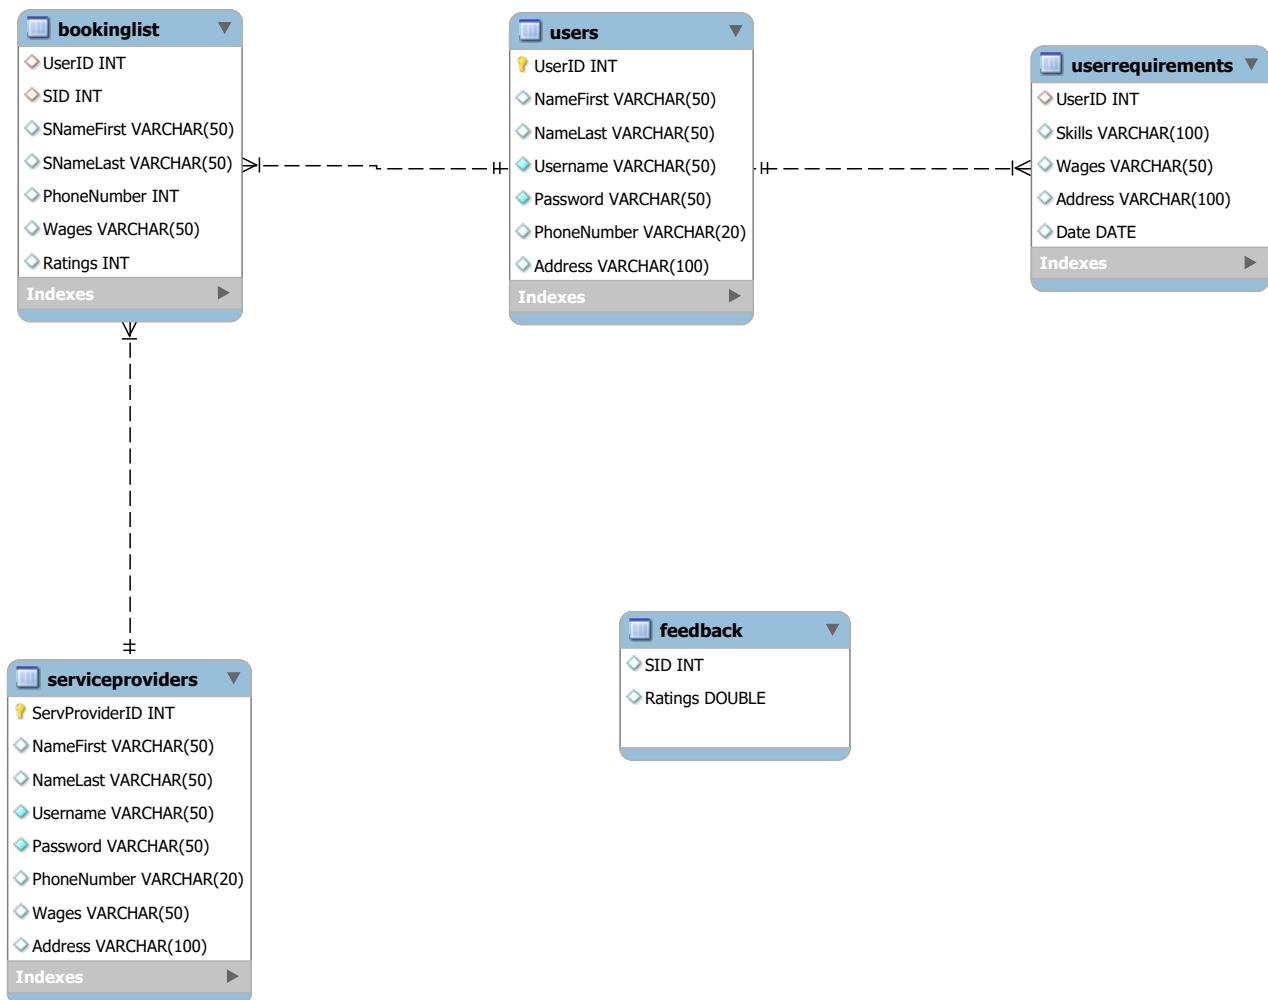 bookinglist
UserID INT
SID INT
SNameFirst VARCHAR(50)
SNameLast VARCHAR(50)
PhoneNumber INT
Wages VARCHAR(50)
Ratings INT
Indexes
users
UserID INT
NameFirst VARCHAR(50)
NameLast VARCHAR(50)
Username VARCHAR(50)
Password VARCHAR(50)
PhoneNumber VARCHAR(20)
Address VARCHAR(100)
Indexes
userrequirements
UserID INT
Skills VARCHAR(100)
Wages VARCHAR(50)
Address VARCHAR(100)
Date DATE
Indexes
serviceproviders
ServProviderID INT
NameFirst VARCHAR(50)
NameLast VARCHAR(50)
Username VARCHAR(50)
Password VARCHAR(50)
PhoneNumber VARCHAR(20)
Wages VARCHAR(50)
Address VARCHAR(100)
Indexes
feedback
SID INT
Ratings DOUBLE